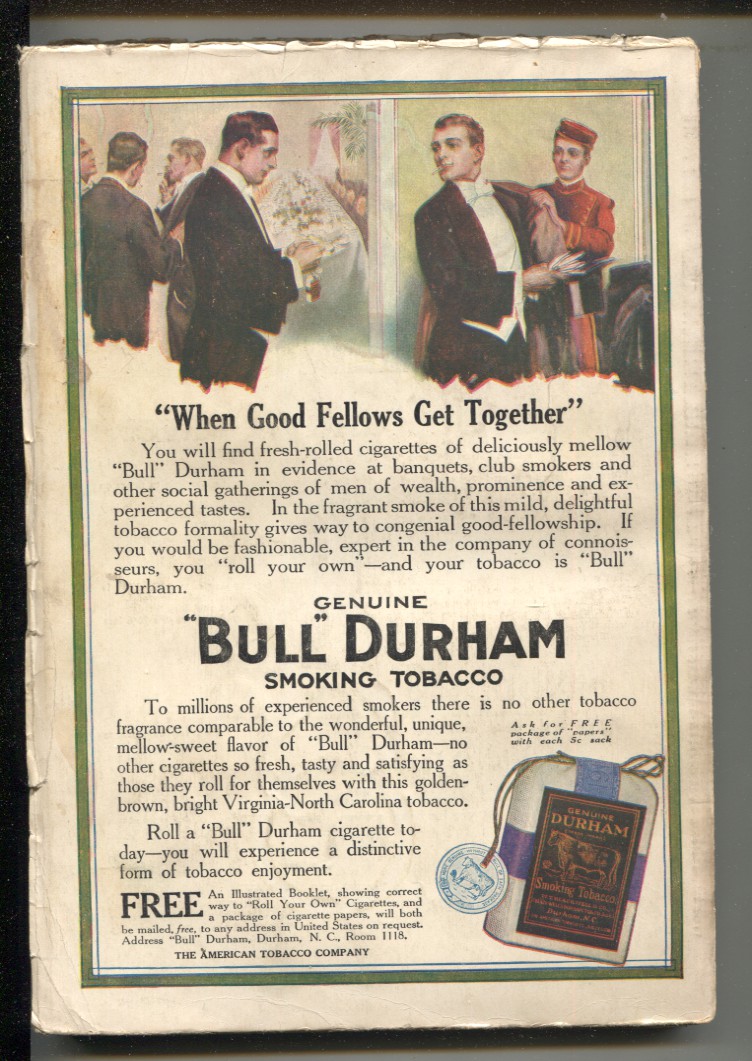 "When Good Fellows Get Together"
You will find fresh-rolled cigarettes of deliciously mellow
"Bull" Durham in evidence at banquets, club smokers and
other social gatherings of men of wealth, prominence and ex-
perienced tastes. In the fragrant smoke of this mild, delightful
tobacco formality gives way to congenial good-fellowship. If
you would be fashionable, expert in the company of connois-
seurs, you "roll your own"—and your tobacco is "Bull"
Durham.
GENUINE
"BULL" DURHAM
SMOKING TOBACCO
To millions of experienced smokers there is no other tobacco
fragrance comparable to the wonderful, unique,
mellow-sweet flavor of "Bull" Durham—no
other cigarettes so fresh, tasty and satisfying as
those they roll for themselves with this golden-
brown, bright Virginia-North Carolina tobacco.
Ask for FREE
package of "papers"
with each 5c sack
Roll a "Bull" Durham cigarette to-
day—you will experience a distinctive
form of tobacco enjoyment.
FREE An Illustrated Booklet, showing correct
way to "Roll Your Own" Cigarettes, and
a package of cigarette papers, will both
be mailed, free, to any address in United States on request.
Address "Bull" Durham, Durham, N. C., Room 1118.
THE AMERICAN TOBACCO COMPANY
GENUINE
DURHAM
Smoking Tobacco.
Durham, N.C.